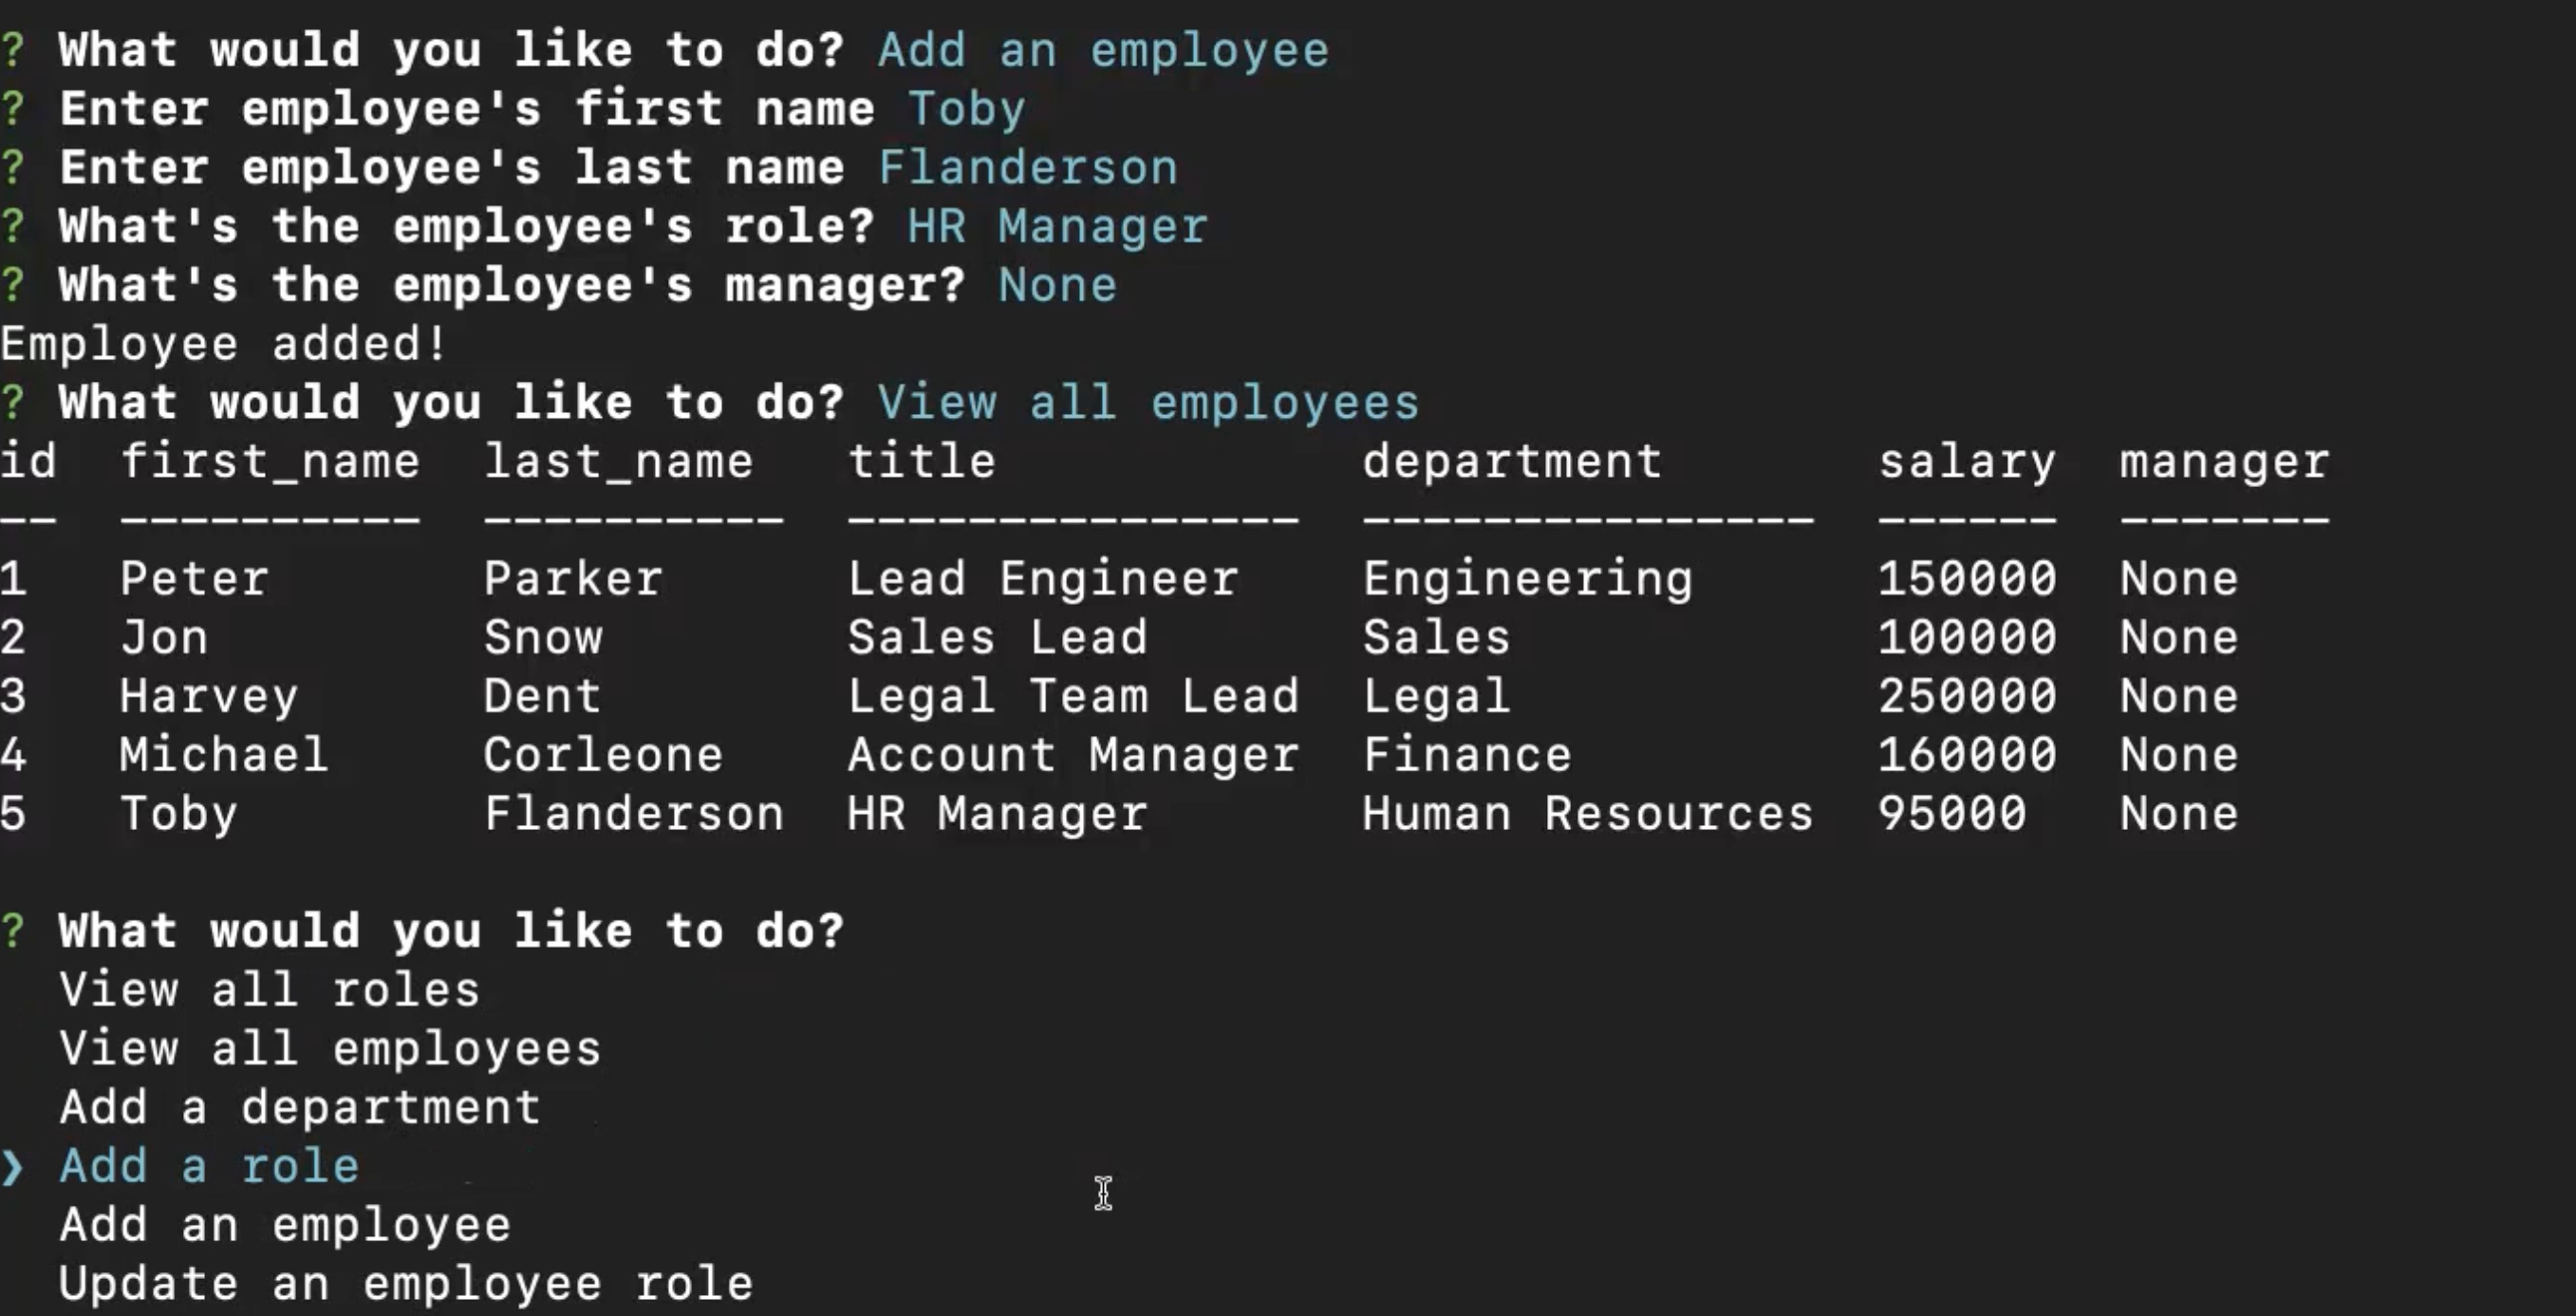 ? What would you like to do? Add an employee
? Enter employee's first name Toby
? Enter employee's last name Flanderson
? What's the employee's role? HR Manager
? What's the employee's manager? None
Employee added!
? What would you like to do? View all employees
id  first_name  last_name   title            department       salary  manager
--  ----------  ----------  ---------------  ---------------  ------  -------
1   Peter       Parker      Lead Engineer    Engineering      150000  None
2   Jon         Snow        Sales Lead       Sales            100000  None
3   Harvey      Dent        Legal Team Lead  Legal            250000  None
4   Michael     Corleone    Account Manager  Finance          160000  None
5   Toby        Flanderson  HR Manager       Human Resources  95000   None
? What would you like to do?
  View all roles
  View all employees
  Add a department
❯ Add a role
  Add an employee
  Update an employee role